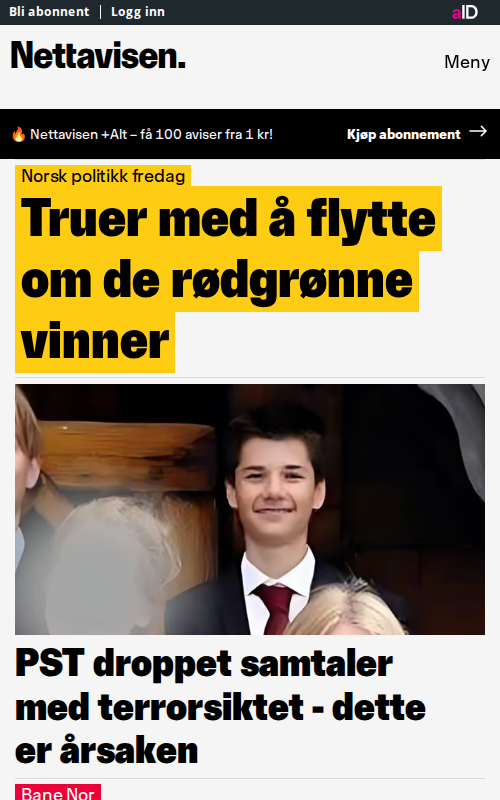 Bli abonnent | Logg inn
aID
Nettavisen.
Meny
🔥 Nettavisen +Alt – få 100 aviser fra 1 kr!
Kjøp abonnement →
Norsk politikk fredag
Truer med å flytte
om de rødgrønne
vinner
PST droppet samtaler
med terrorsiktet - dette
er årsaken
Bane Nor